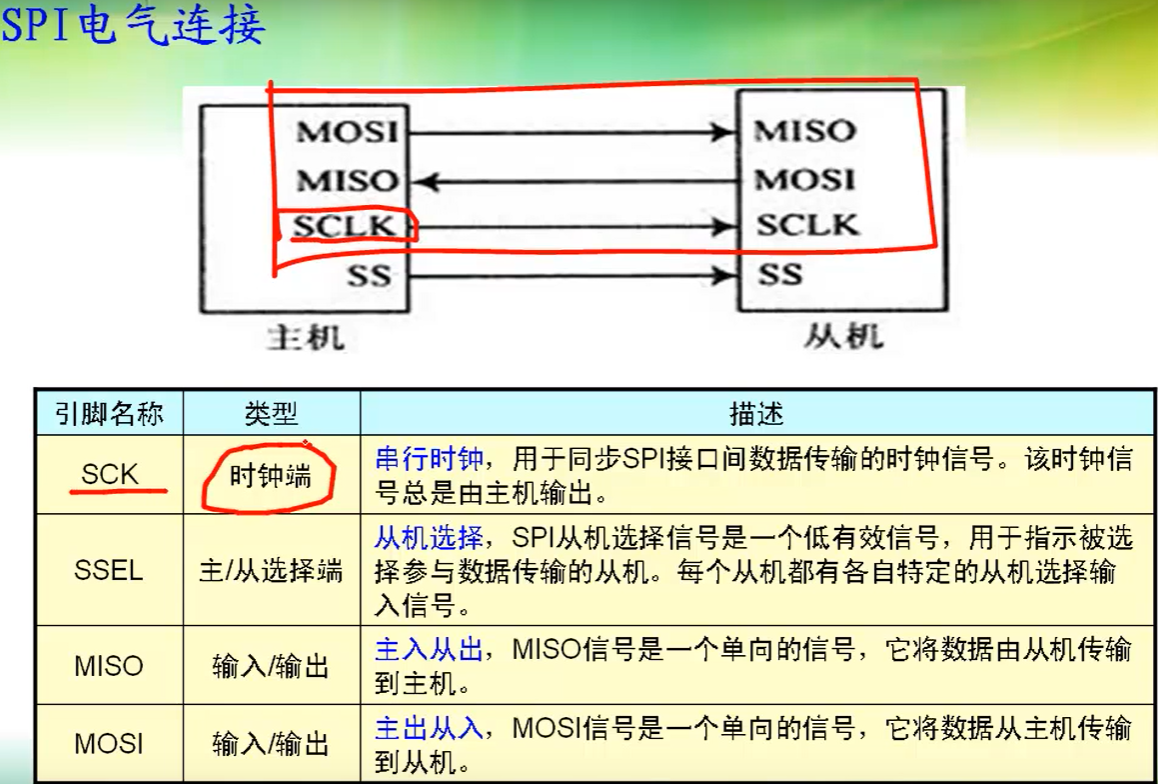 SPI电气连接
MOSI MISO
MISO MOSI
SCLK SCLK
SS SS
主机 从机
引脚名称 类型 描述
SCK 时钟端 串行时钟，用于同步SPI接口间数据传输的时钟信号。该时钟信
号总是由主机输出。
SSEL 主/从选择端 从机选择，SPI从机选择信号是一个低有效信号，用于指示被选
择参与数据传输的从机。每个从机都有各自特定的从机选择输
入信号。
MISO 输入/输出 主入从出，MISO信号是一个单向的信号，它将数据由从机传输
到主机。
MOSI 输入/输出 主出从入，MOSI信号是一个单向的信号，它将数据从主机传输
到从机。